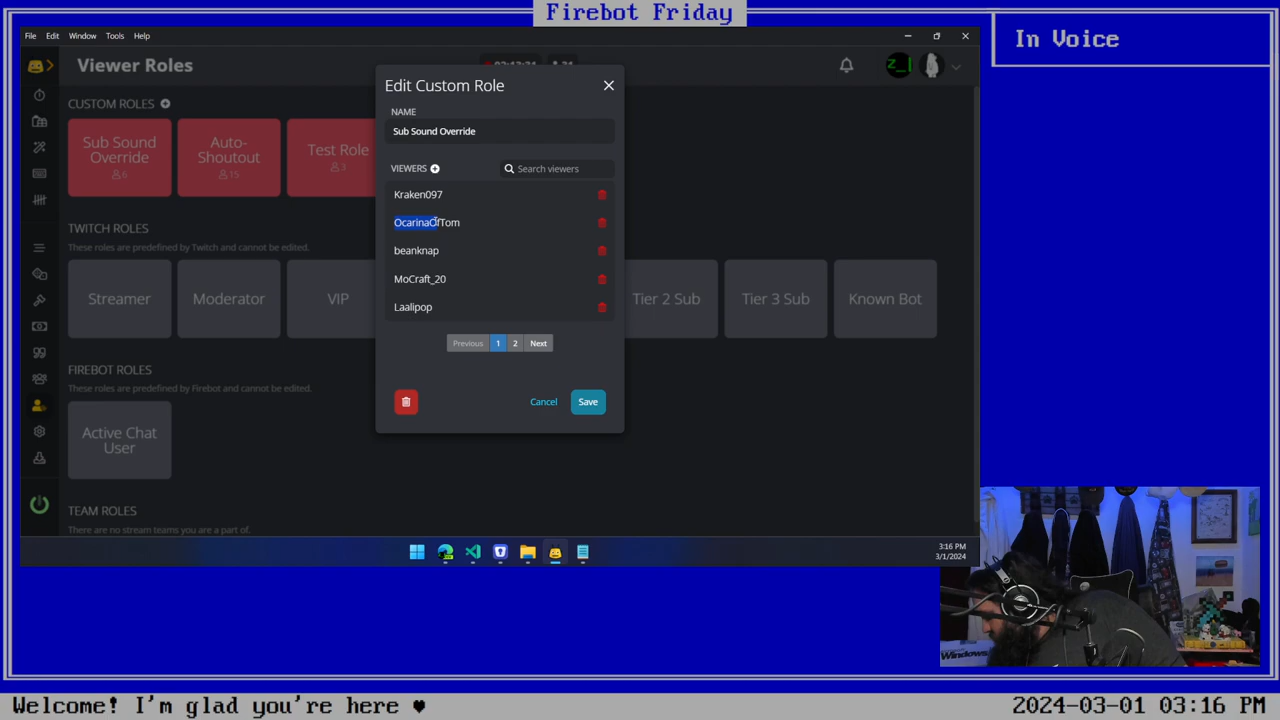 Firebot Friday
In Voice
File Edit Window Tools Help
Viewer Roles
z_l
CUSTOM ROLES
Sub Sound
Override
6
Auto-
Shoutout
15
Test Role
3
TWITCH ROLES
These roles are predefined by Twitch and cannot be edited.
Streamer
Moderator
VIP
Tier 2 Sub
Tier 3 Sub
Known Bot
FIREBOT ROLES
These roles are predefined by Firebot and cannot be edited.
Active Chat
User
TEAM ROLES
There are no stream teams you are a part of.
Edit Custom Role
NAME
Sub Sound Override
VIEWERS
Search viewers
Kraken097
OcarinaOfTom
beanknap
MoCraft_20
Laalipop
Previous 1 2 Next
Cancel
Save
3:16 PM
3/1/2024
Windows
Welcome! I'm glad you're here ♥
2024-03-01 03:16 PM